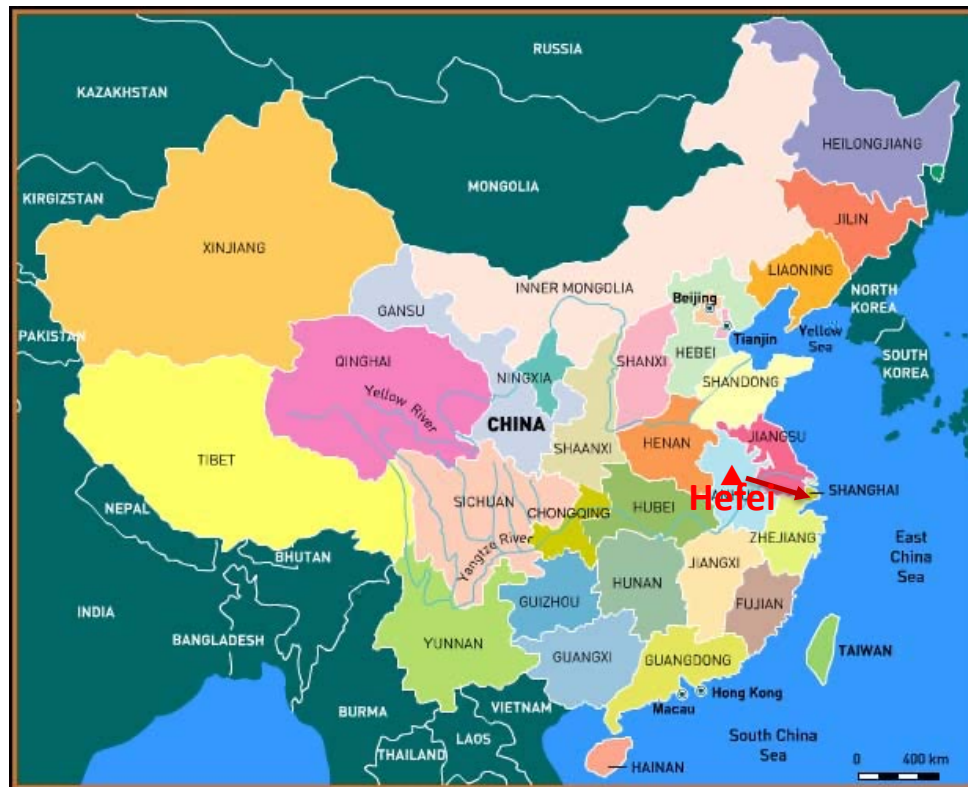 RUSSIA
KAZAKHSTAN
HEILONGJIANG
MONGOLIA
KIRGIZSTAN
JILIN
XINJIANG
LIAONING
INNER MONGOLIA
NORTH
KOREA
Beijing
GANSU
Tianjin
Yellow
Sea
PAKISTAN
QINGHAI
SHANXI
HEBEI
SOUTH
KOREA
NINGXIA
SHANDONG
Yellow River
CHINA
HENAN
JIANGSU
SHAANXI
TIBET
Hefei
SHANGHAI
SICHUAN
CHONGQING
HUBEI
NEPAL
ZHEJIANG
Yangtze River
East
China
Sea
BHUTAN
JIANGXI
HUNAN
INDIA
GUIZHOU
FUJIAN
BANGLADESH
YUNNAN
TAIWAN
GUANGXI
GUANGDONG
Hong Kong
Macau
BURMA
VIETNAM
LAOS
THAILAND
South China
Sea
HAINAN
0 400 km